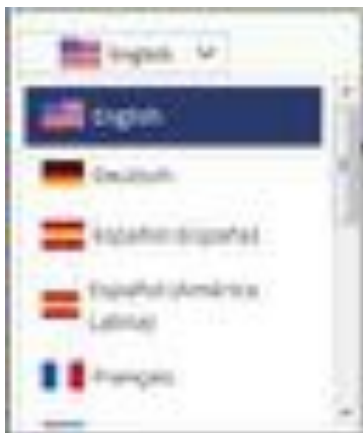 English
English
Deutsch
Español (España)
Español (América
Latina)
Français